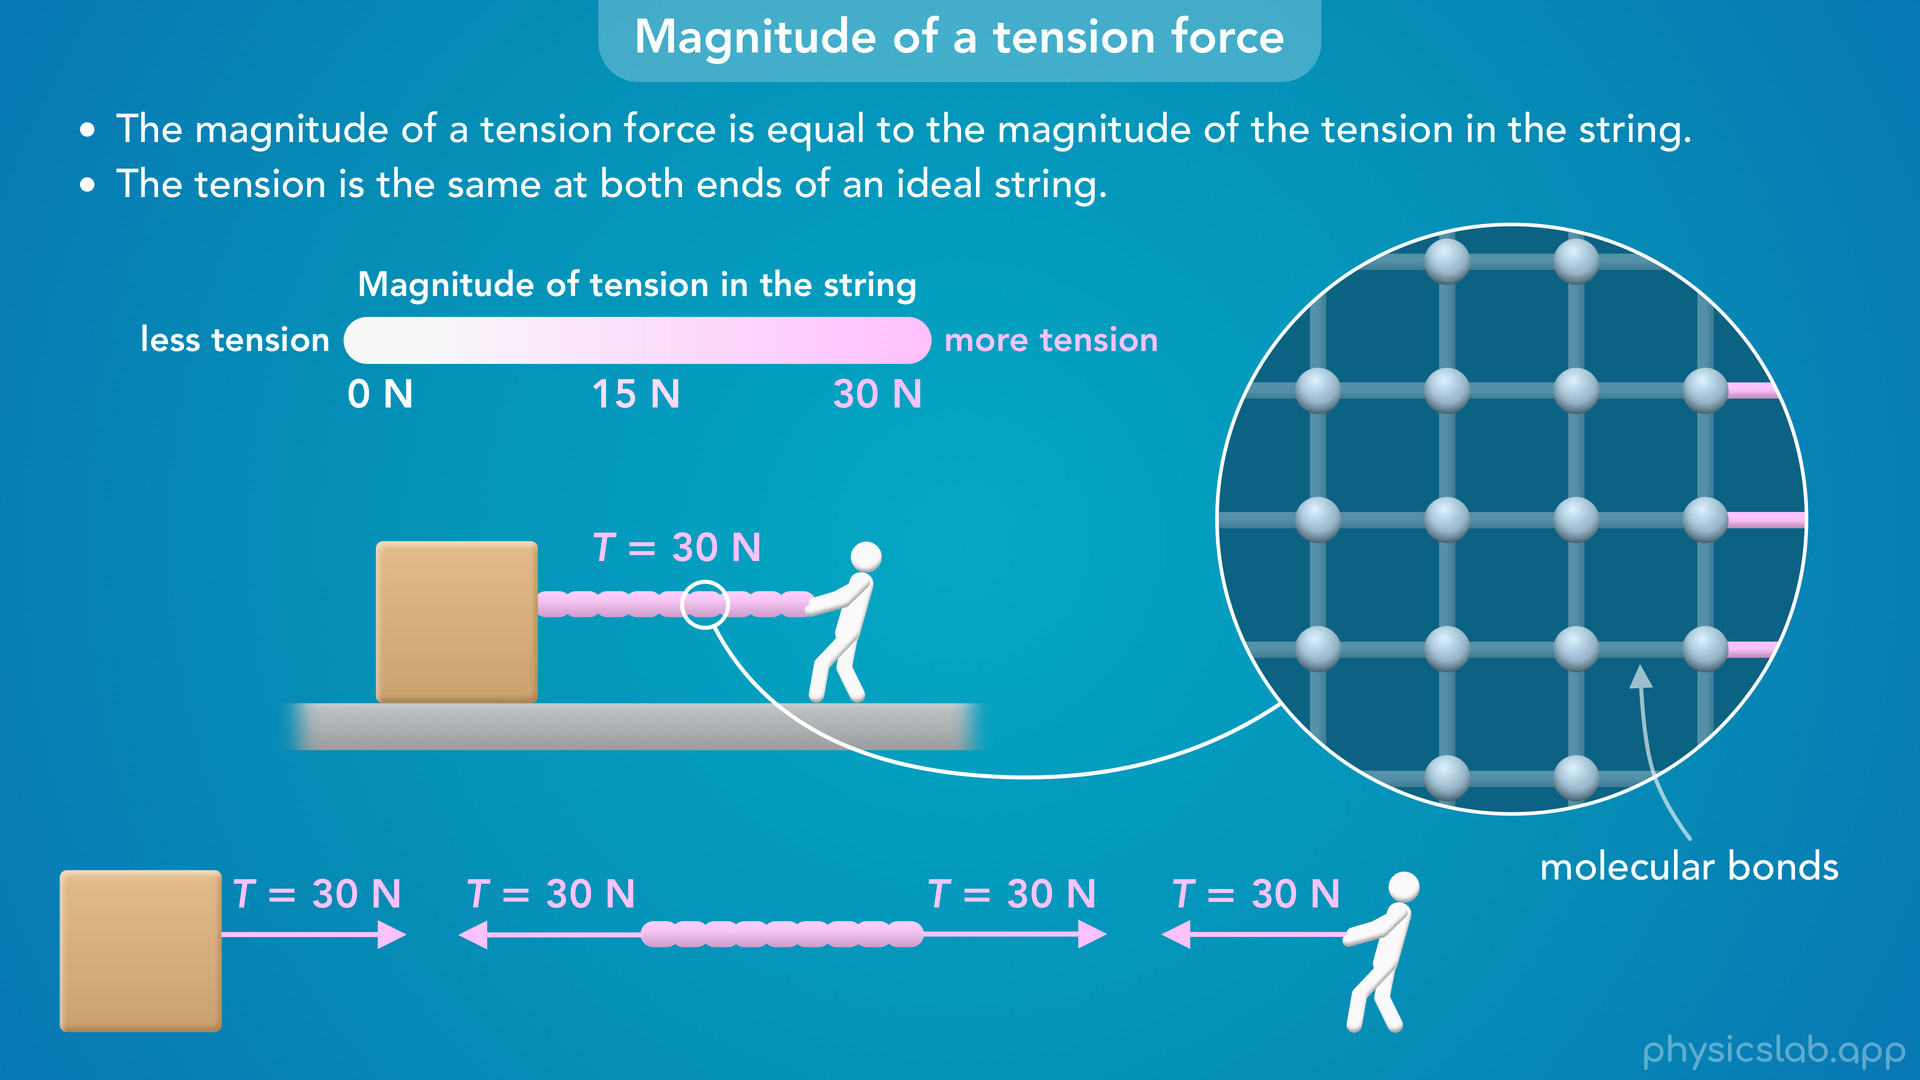 Magnitude of a tension force
• The magnitude of a tension force is equal to the magnitude of the tension in the string.
• The tension is the same at both ends of an ideal string.
Magnitude of tension in the string
less tension more tension
0 N 15 N 30 N
T = 30 N
molecular bonds
T = 30 N T = 30 N T = 30 N T = 30 N
physicslab.app